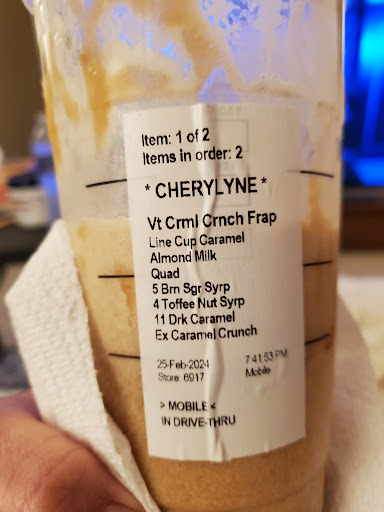 Item: 1 of 2
Items in order: 2
* CHERYLYNE *
Vt Crml Crnch Frap
Line Cup Caramel
Almond Milk
Quad
5 Brn Sgr Syrp
4 Toffee Nut Syrp
11 Drk Caramel
Ex Caramel Crunch
25-Feb-2024 7:41:53 PM
Store: 6917 Mobile
> MOBILE <
IN DRIVE-THRU